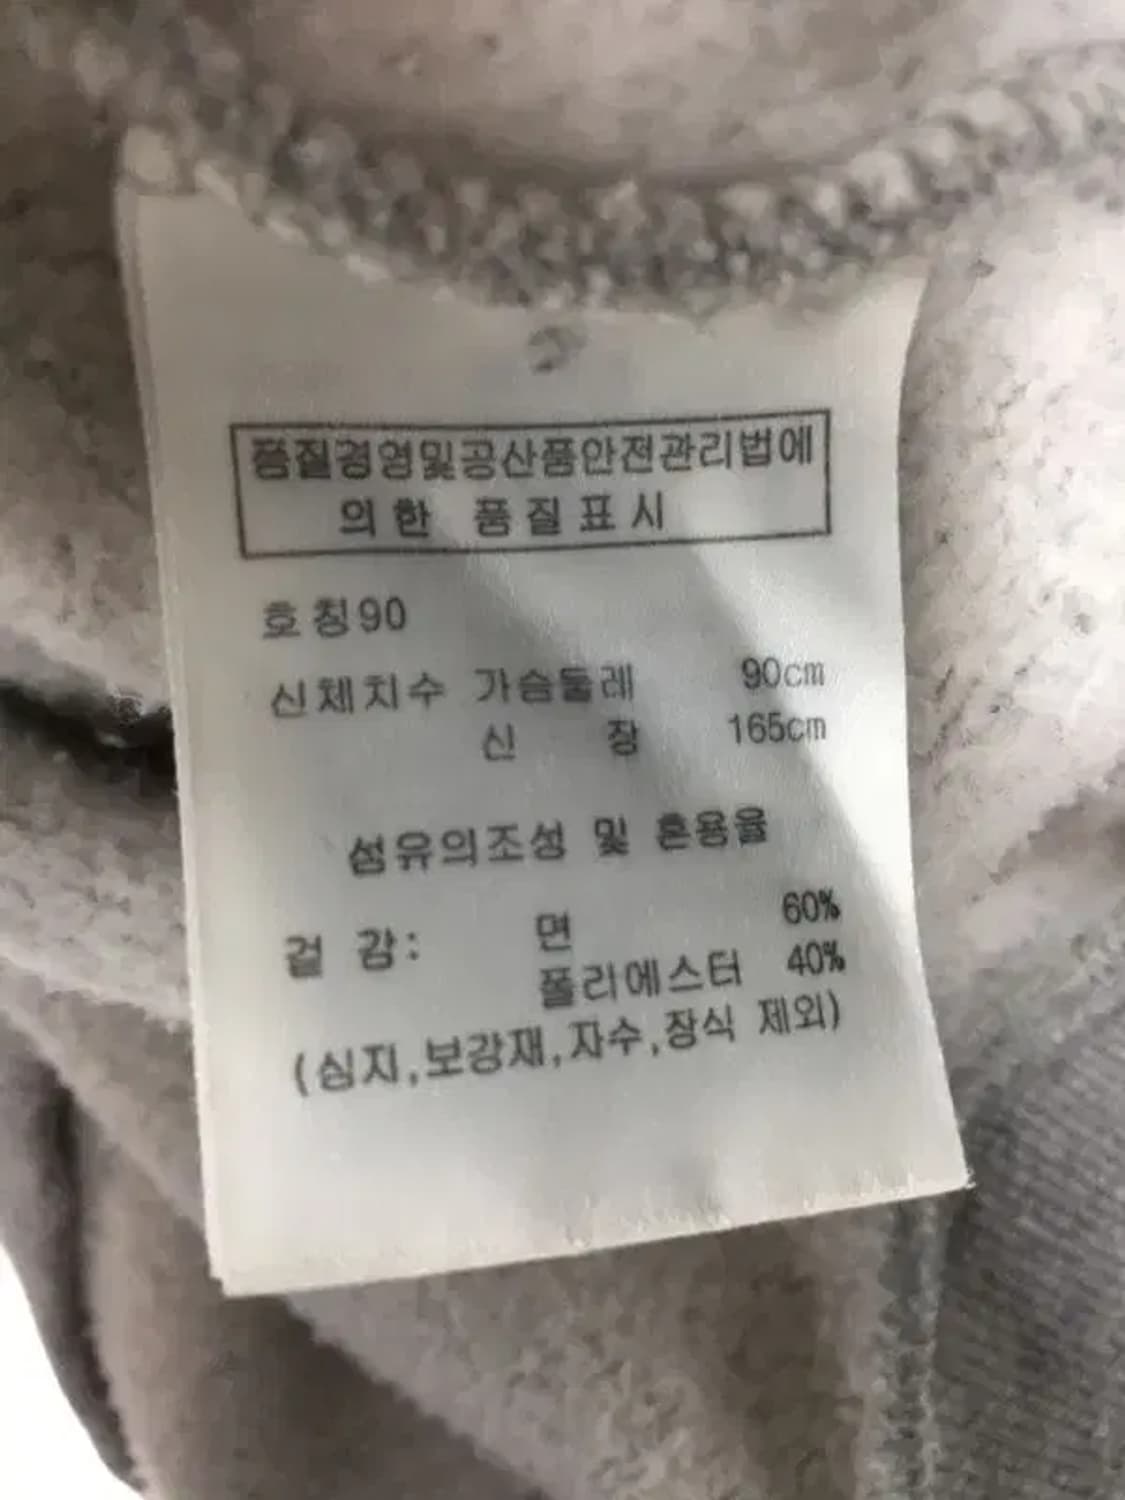 품질경영및공산품안전관리법에
의한 품질표시
호칭90
신체치수 가슴둘레 90cm
신 장 165cm
섬유의조성 및 혼용율
겉 감: 면 60%
폴리에스터 40%
(심지,보강재,자수,장식 제외)